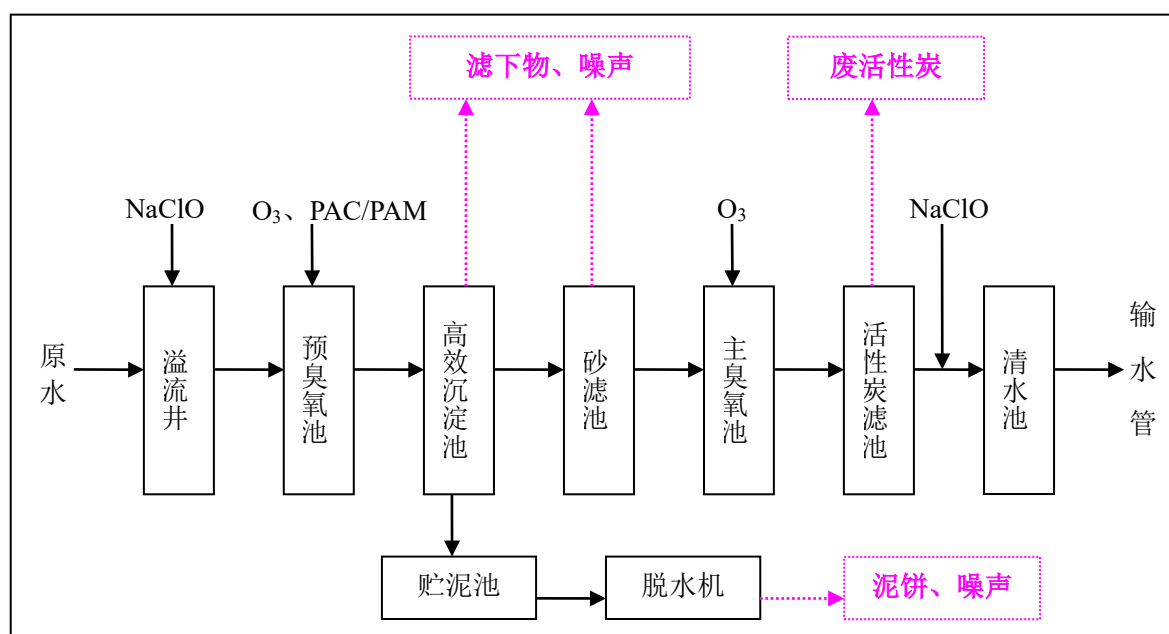 滤下物、噪声
废活性炭
NaClO
O₃、PAC/PAM
O₃
NaClO
原水
溢流井
预臭氧池
高效沉淀池
砂滤池
主臭氧池
活性炭滤池
清水池
输水管
贮泥池
脱水机
泥饼、噪声